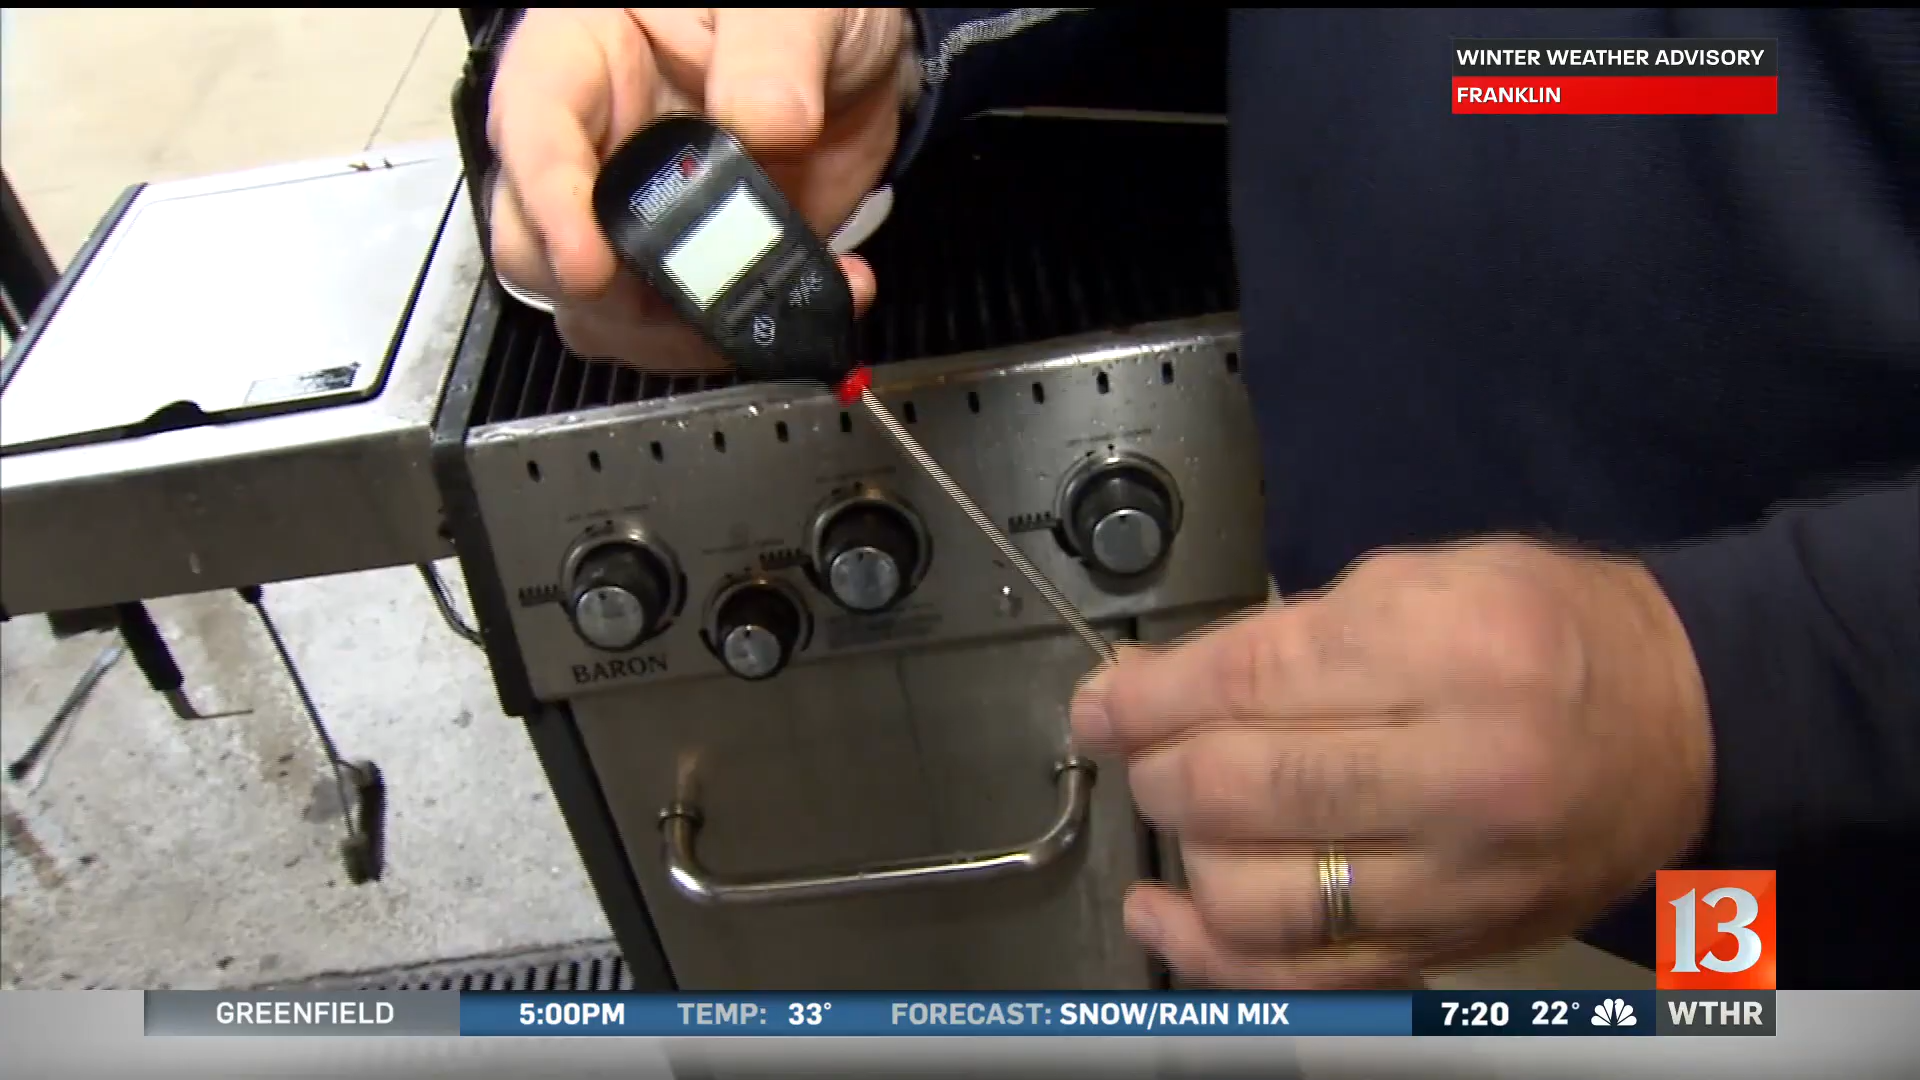 WINTER WEATHER ADVISORY
FRANKLIN
BARON
13
GREENFIELD 5:00PM TEMP: 33° FORECAST: SNOW/RAIN MIX 7:20 22° WTHR